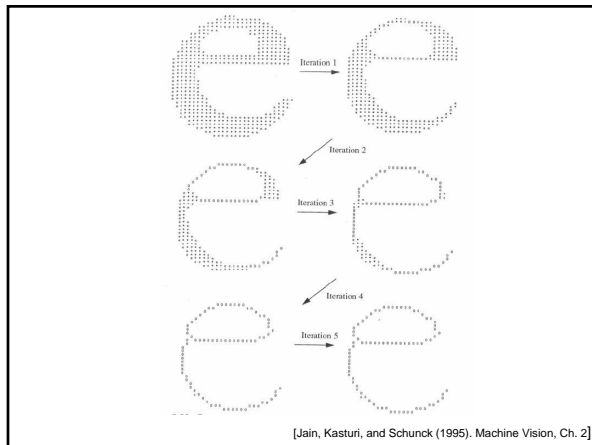 Iteration 1
Iteration 2
Iteration 3
Iteration 4
Iteration 5
[Jain, Kasturi, and Schunck (1995). Machine Vision, Ch. 2]